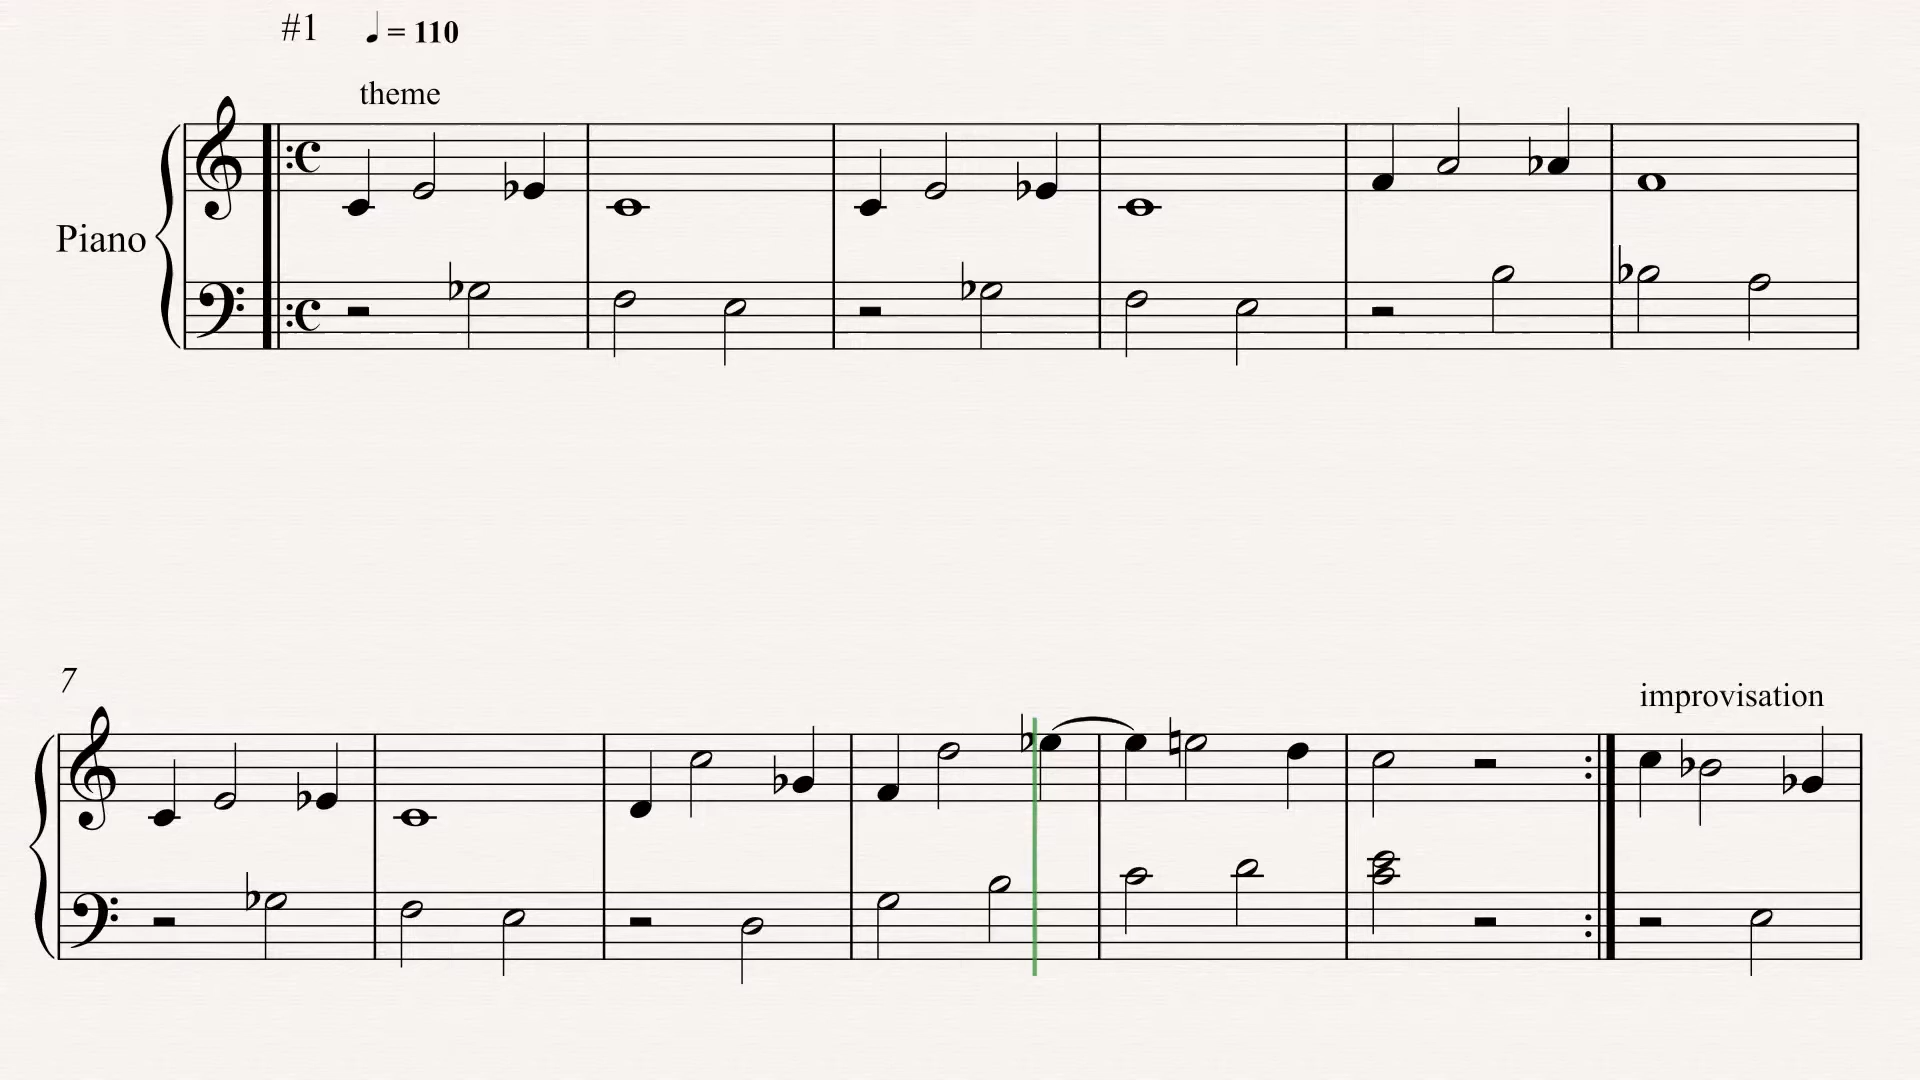 #1 ♩ = 110
theme
Piano
7
improvisation